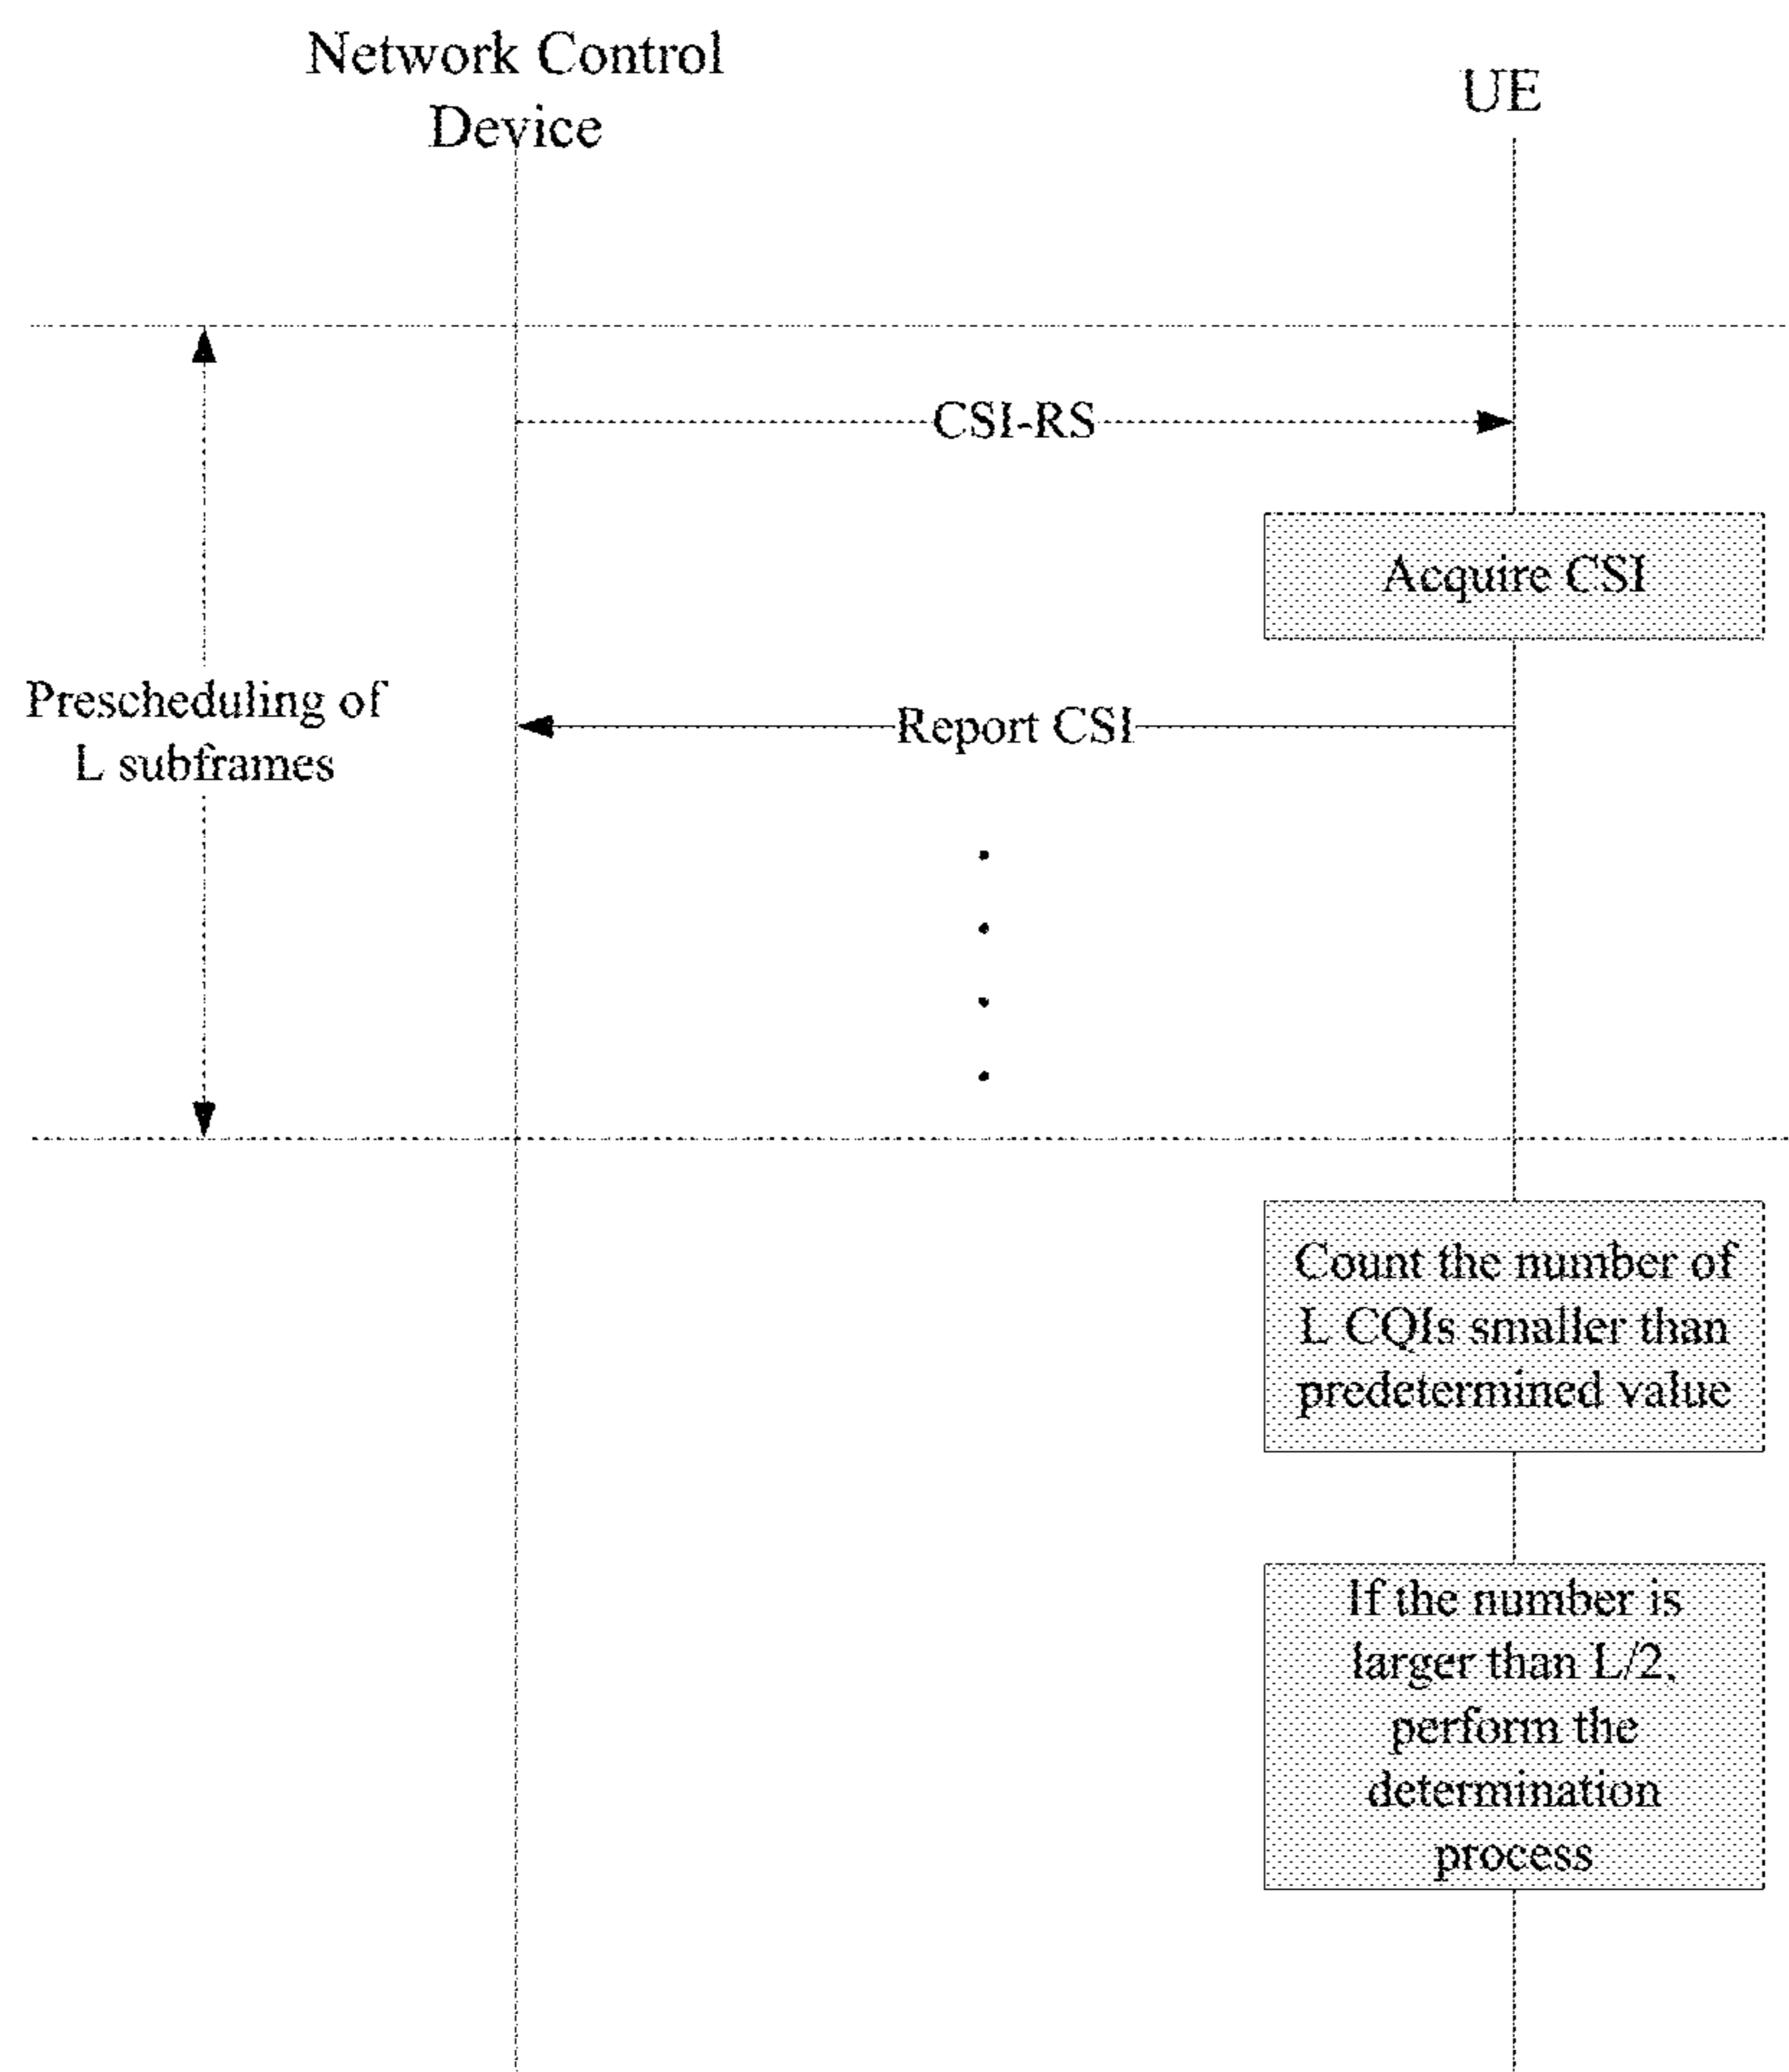 Network Control
Device
UE
CSI-RS
Acquire CSI
Prescheduling of
L subframes
Report CSI
Count the number of
L CQIs smaller than
predetermined value
If the number is
larger than L/2,
perform the
determination
process